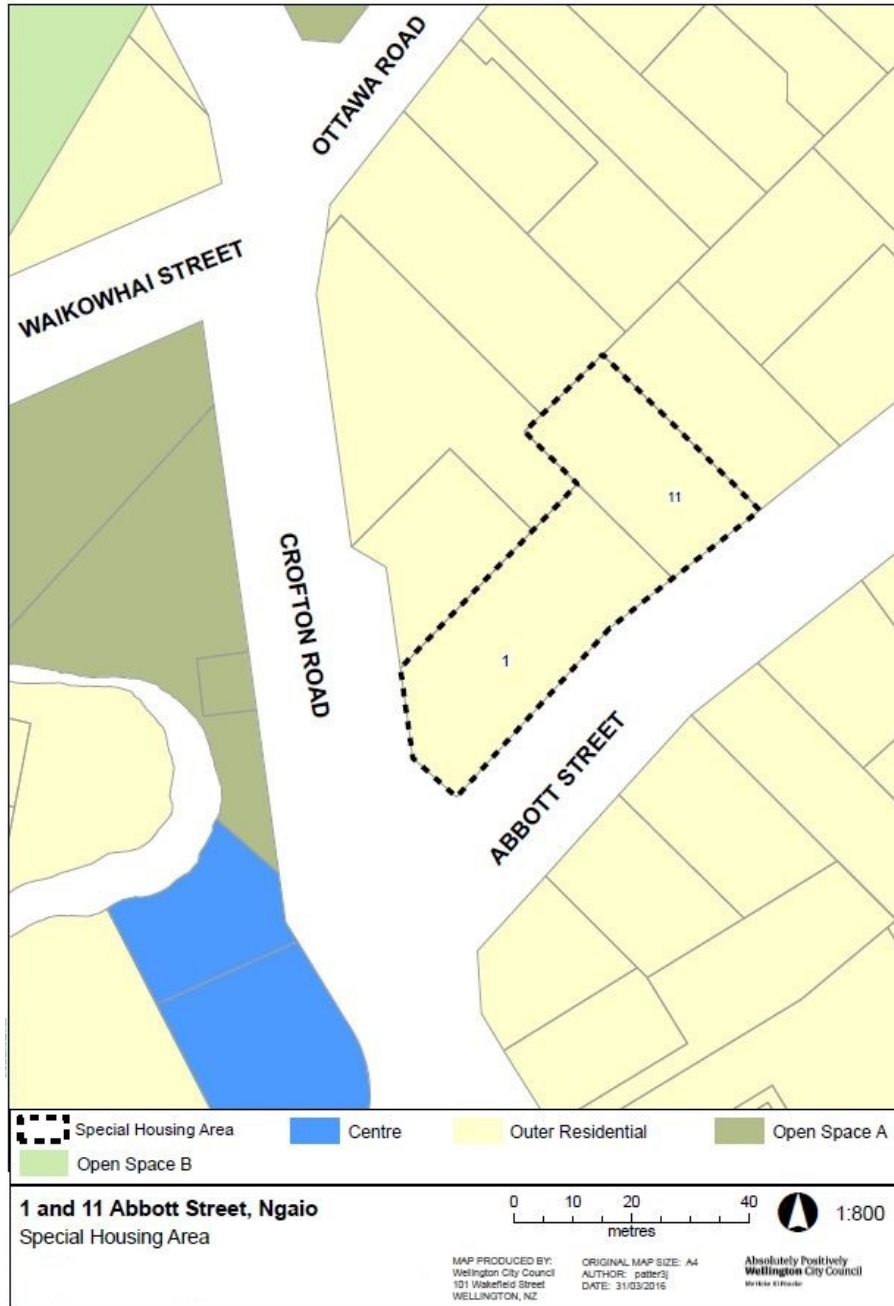 OTTAWA ROAD
WAIKOWHAI STREET
11
CROFTON ROAD
1
ABBOTT STREET
Special Housing Area
Centre
Outer Residential
Open Space A
Open Space B
1 and 11 Abbott Street, Ngaio
Special Housing Area
0 10 20 40
metres
1:800
MAP PRODUCED BY:
Wellington City Council
101 Wakefield Street
WELLINGTON, NZ
ORIGINAL MAP SIZE: A4
AUTHOR: patter3j
DATE: 31/03/2016
Absolutely Positively
Wellington City Council